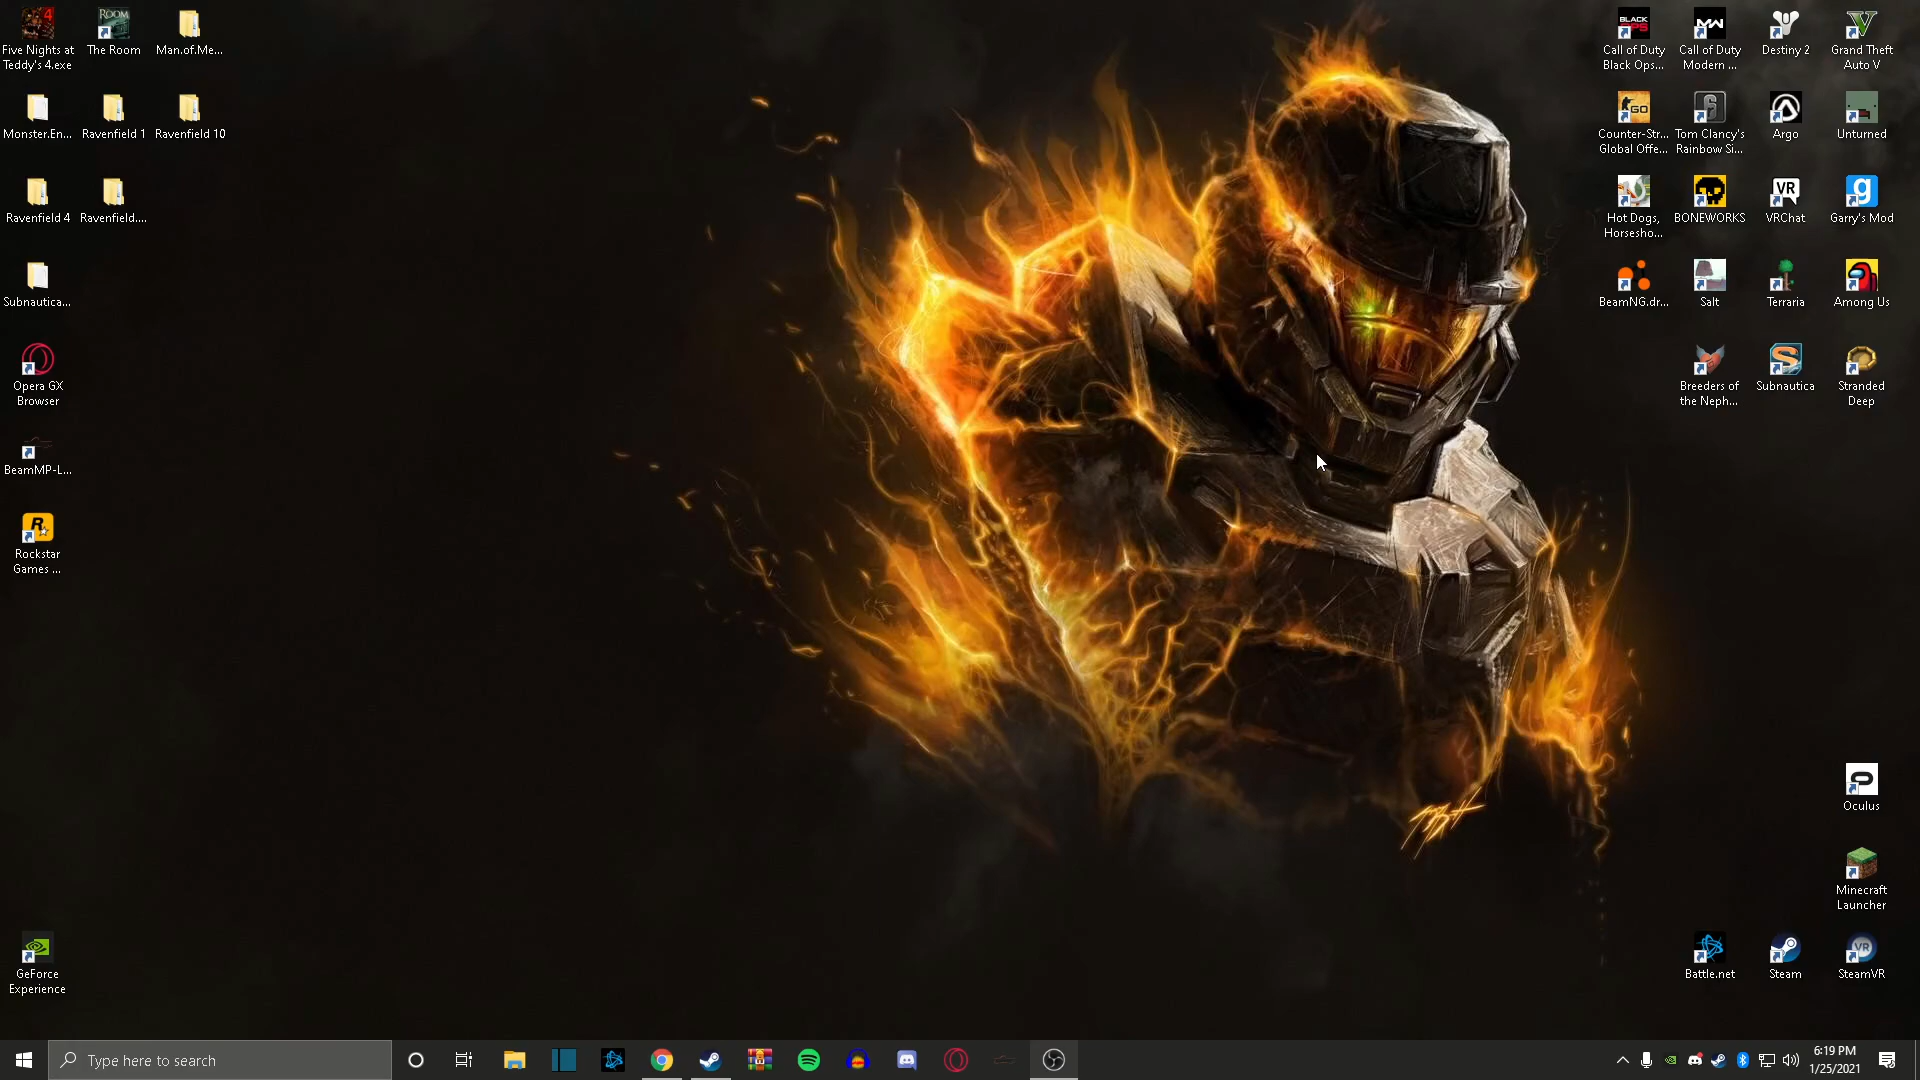 Five Nights at
Teddy's 4.exe
The Room
Man.of.Me...
Monster.En...
Ravenfield 1
Ravenfield 10
Ravenfield 4
Ravenfield....
Subnautica...
Opera GX
Browser
BeamMP-L...
Rockstar
Games ...
GeForce
Experience
Call of Duty
Black Ops...
Call of Duty
Modern ...
Destiny 2
Grand Theft
Auto V
Counter-Str...
Global Offe...
Tom Clancy's
Rainbow Si...
Argo
Unturned
Hot Dogs,
Horsesho...
BONEWORKS
VRChat
Garry's Mod
BeamNG.dr...
Salt
Terraria
Among Us
Breeders of
the Neph...
Subnautica
Stranded
Deep
Oculus
Minecraft
Launcher
Battle.net
Steam
SteamVR
Type here to search
6:19 PM
1/25/2021